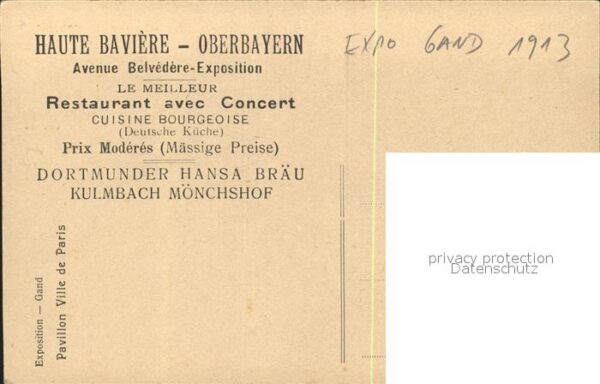 HAUTE BAVIÈRE – OBERBAYERN
Avenue Belvédère-Exposition
LE MEILLEUR
Restaurant avec Concert
CUISINE BOURGEOISE
(Deutsche Küche)
Prix Modérés (Mässige Preise)
DORTMUNDER HANSA BRÄU
KULMBACH MÖNCHSHOF
Exposition — Gand
Pavillon Ville de Paris
EXPO GAND 1913
privacy protection
Datenschutz